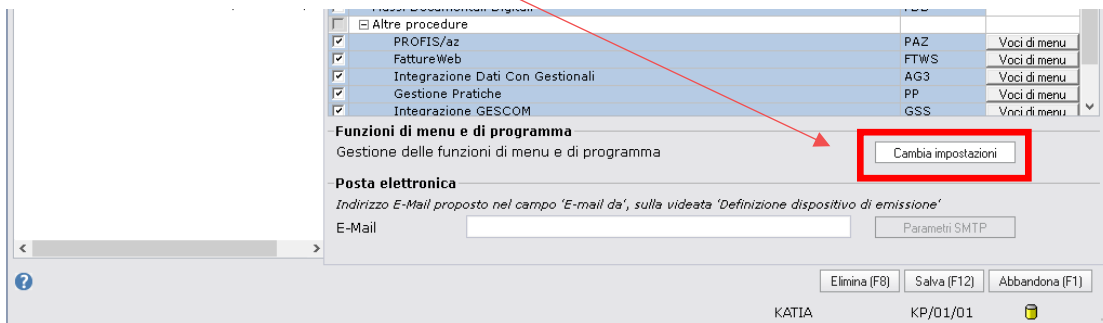 Altre procedure
PROFIS/az PAZ Voci di menu
FattureWeb FTWS Voci di menu
Integrazione Dati Con Gestionali AG3 Voci di menu
Gestione Pratiche PP Voci di menu
Integrazione GESCOM GSS Voci di menu
Funzioni di menu e di programma
Gestione delle funzioni di menu e di programma Cambia impostazioni
Posta elettronica
Indirizzo E-Mail proposto nel campo 'E-mail da', sulla videata 'Definizione dispositivo di emissione'
E-Mail Parametri SMTP
Elimina (F8) Salva (F12) Abbandona (F1)
KATIA KP/01/01